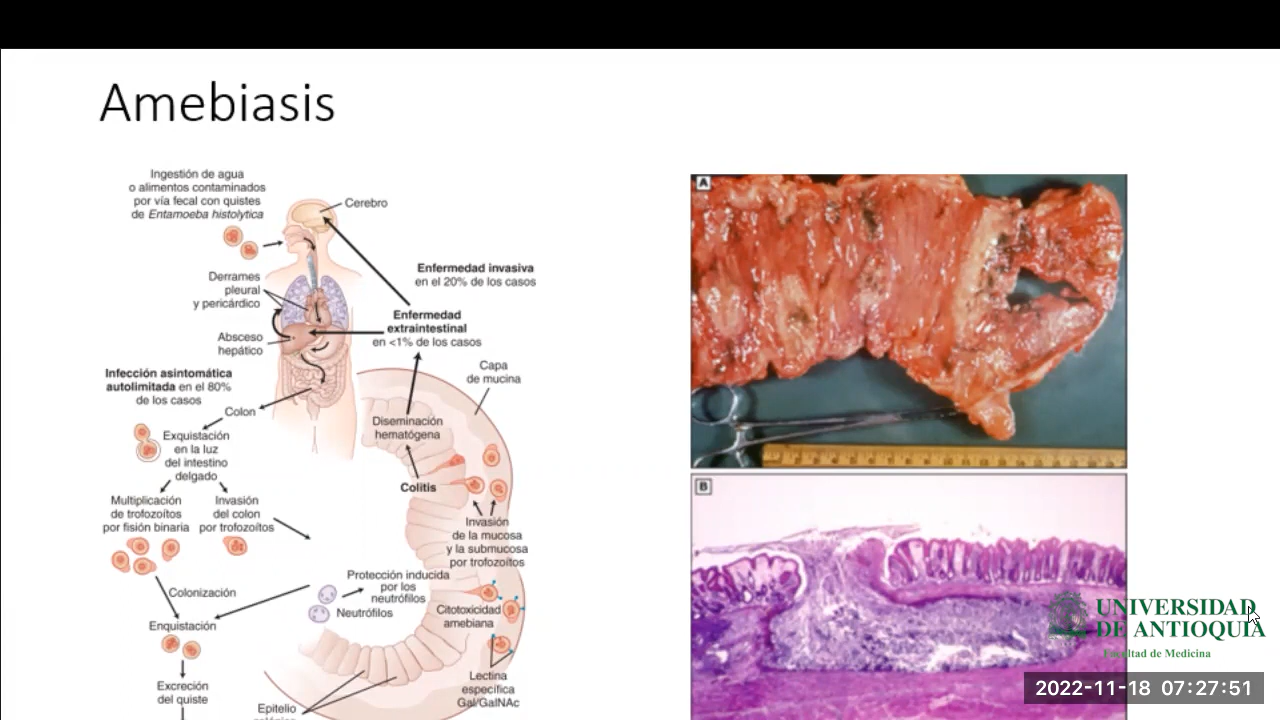 Amebiasis
Ingestión de agua
o alimentos contaminados
por vía fecal con quistes
de Entamoeba histolytica
Cerebro
Derrames
pleural
y pericárdico
Enfermedad invasiva
en el 20% de los casos
Enfermedad
extraintestinal
en <1% de los casos
Absceso
hepático
Infección asintomática
autolimitada en el 80%
de los casos
Capa
de mucina
Colon
Exquistación
en la luz
del intestino
delgado
Diseminación
hematógena
Colitis
Multiplicación
de trofozoítos
por fisión binaria
Invasión
del colon
por trofozoítos
Invasión
de la mucosa
y la submucosa
por trofozoítos
Protección inducida
por los
neutrófilos
Neutrófilos
Colonización
Citotoxicidad
amebiana
Enquistación
Lectina
específica
Gal/GalNAc
Excreción
del quiste
Epitelio
A
B
UNIVERSIDAD
DE ANTIOQUIA
Facultad de Medicina
2022-11-18 07:27:51